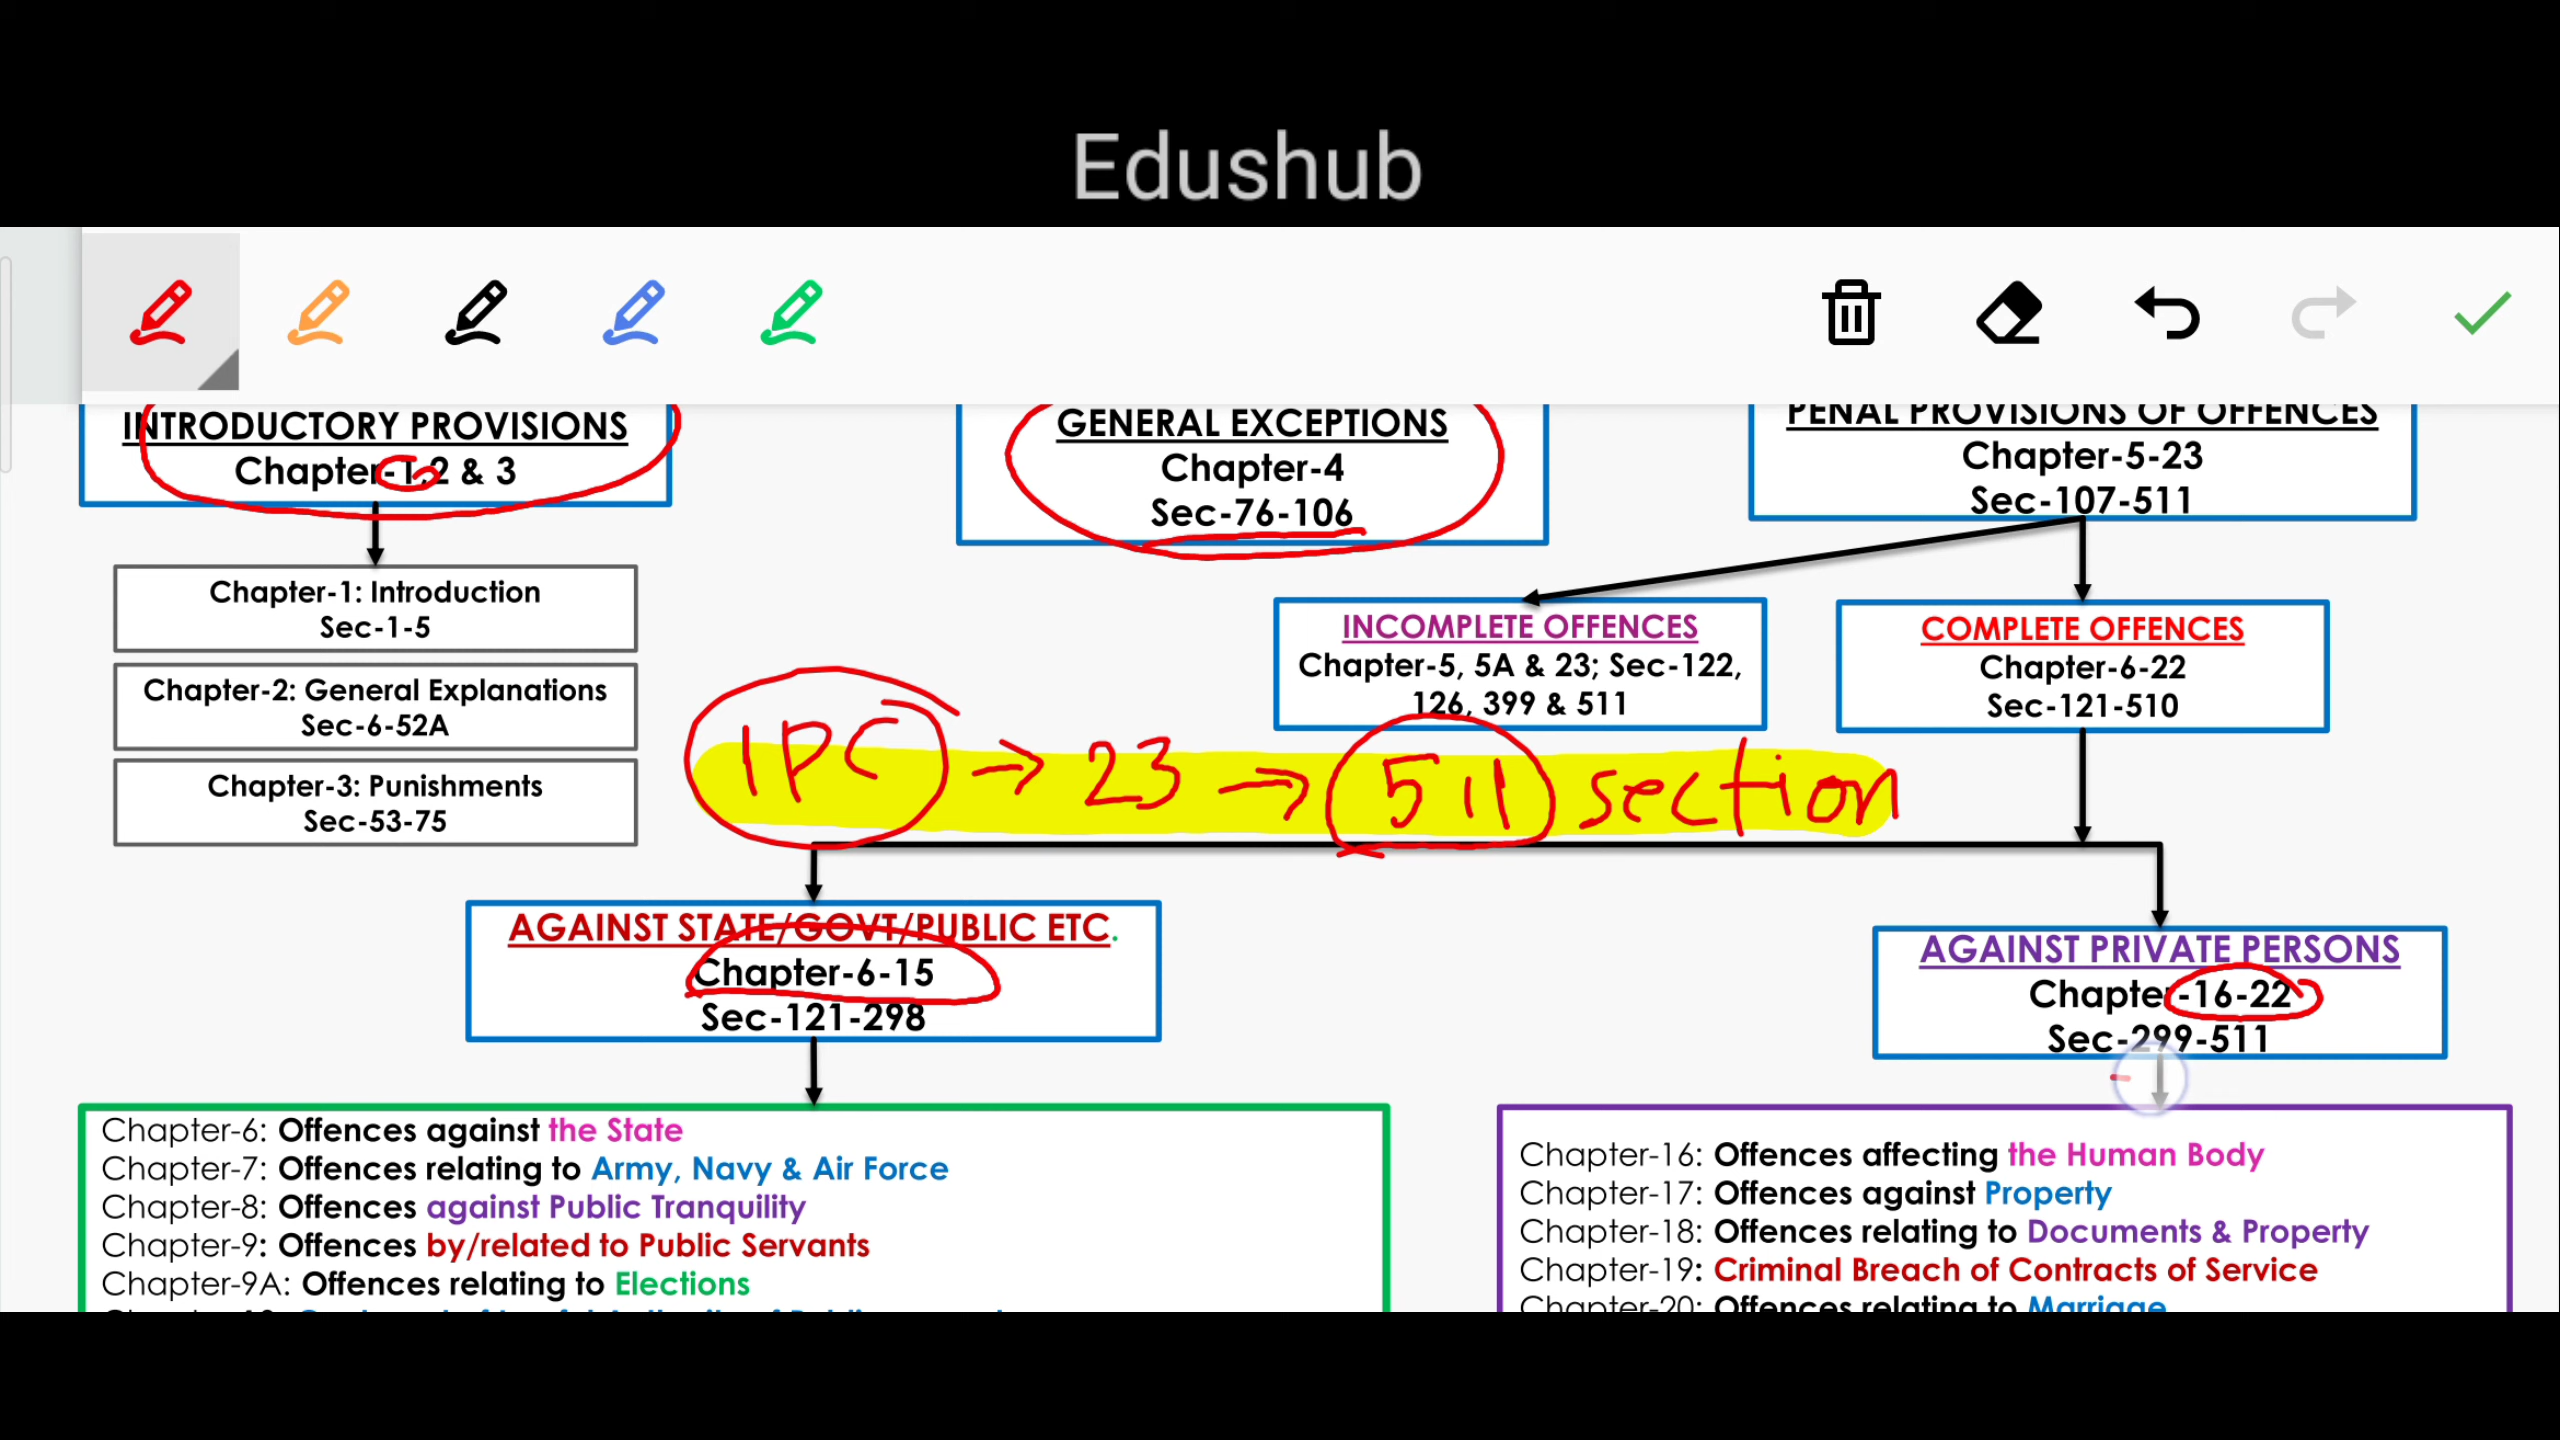 Edushub
INTRODUCTORY PROVISIONS
Chapter-1,2 & 3
GENERAL EXCEPTIONS
Chapter-4
Sec-76-106
PENAL PROVISIONS OF OFFENCES
Chapter-5-23
Sec-107-511
Chapter-1: Introduction
Sec-1-5
Chapter-2: General Explanations
Sec-6-52A
Chapter-3: Punishments
Sec-53-75
INCOMPLETE OFFENCES
Chapter-5, 5A & 23; Sec-122,
126, 399 & 511
COMPLETE OFFENCES
Chapter-6-22
Sec-121-510
IPC → 23 → 511 section
AGAINST STATE/GOVT/PUBLIC ETC.
Chapter-6-15
Sec-121-298
AGAINST PRIVATE PERSONS
Chapter-16-22
Sec-299-511
Chapter-6: Offences against the State
Chapter-7: Offences relating to Army, Navy & Air Force
Chapter-8: Offences against Public Tranquility
Chapter-9: Offences by/related to Public Servants
Chapter-9A: Offences relating to Elections
Chapter-16: Offences affecting the Human Body
Chapter-17: Offences against Property
Chapter-18: Offences relating to Documents & Property
Chapter-19: Criminal Breach of Contracts of Service
Chapter-20: Offences relating to Marriage